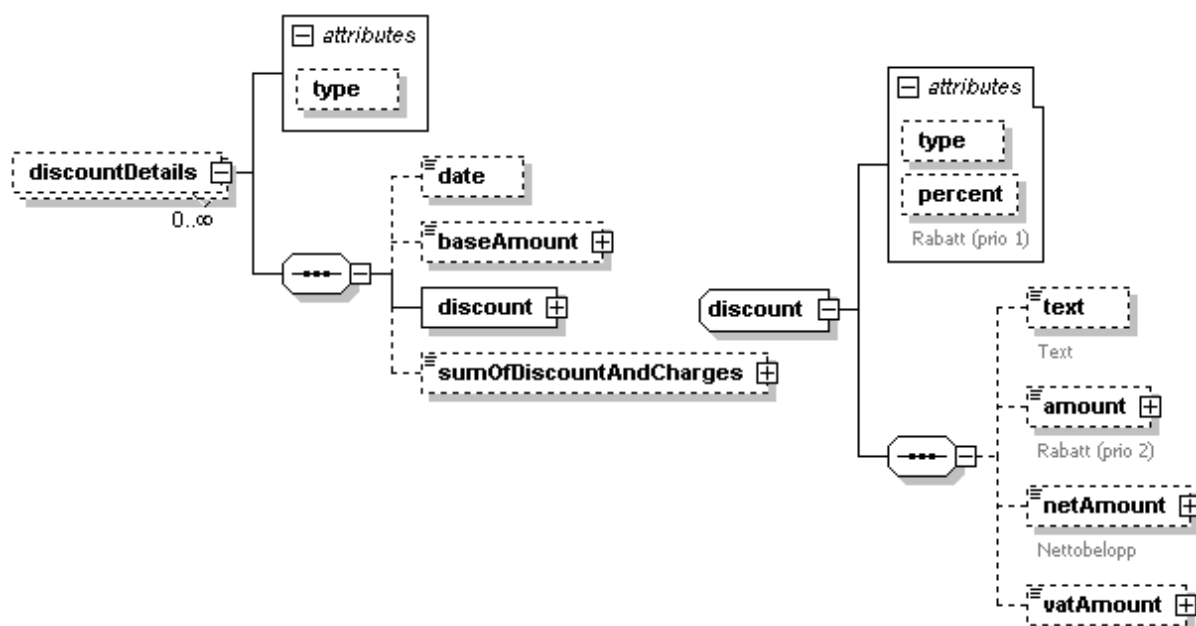 attributes
type
discountDetails
0..∞
date
baseAmount
discount
sumOfDiscountAndCharges
attributes
type
percent
Rabatt (prio 1)
discount
text
Text
amount
Rabatt (prio 2)
netAmount
Nettobelopp
vatAmount